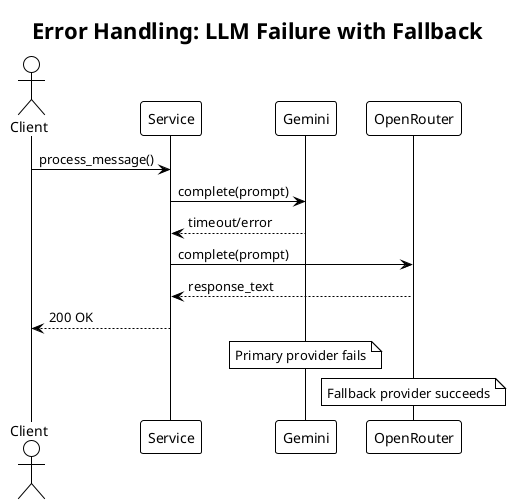 Error Handling: LLM Failure with Fallback
Client
Service
Gemini
OpenRouter
process_message()
complete(prompt)
timeout/error
complete(prompt)
response_text
200 OK
Primary provider fails
Fallback provider succeeds
Client
Service
Gemini
OpenRouter